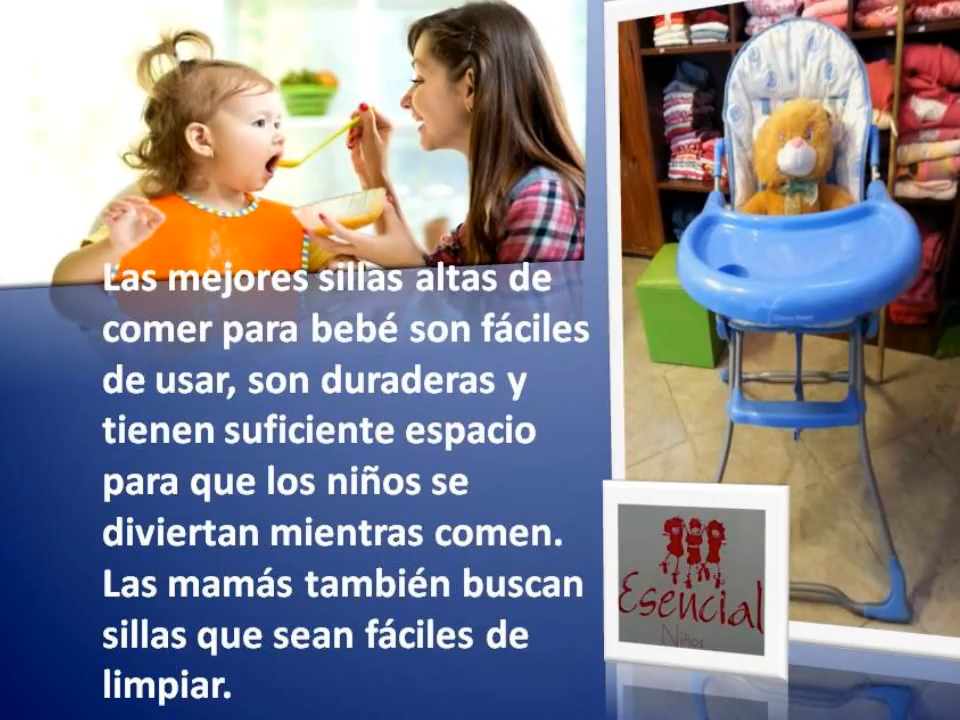 Las mejores sillas altas de
comer para bebé son fáciles
de usar, son duraderas y
tienen suficiente espacio
para que los niños se
diviertan mientras comen.
Las mamás también buscan
sillas que sean fáciles de
limpiar.
Esencial
Niños